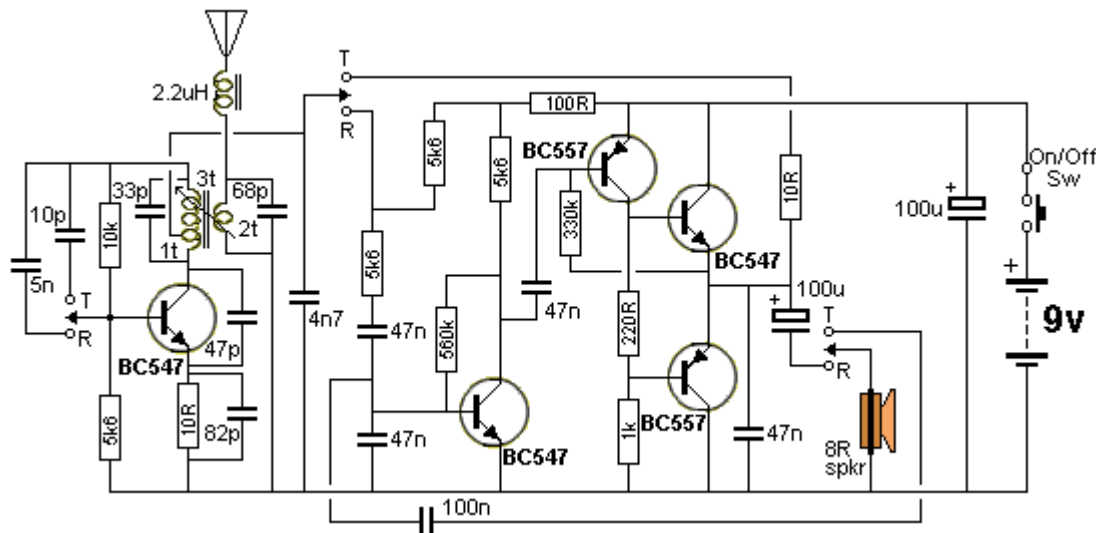 2.2uH
T
R
100R
5k6
5k6
BC557
10R
On/Off
Sw
+
100u
33p
3t
68p
10p
10k
2t
1t
5n
T
R
330k
BC547
+
9v
5k6
4n7
47n
560k
47n
220R
+
100u
T
R
47p
BC547
10R
82p
5k6
47n
BC547
1k
BC557
47n
8R
spkr
100n